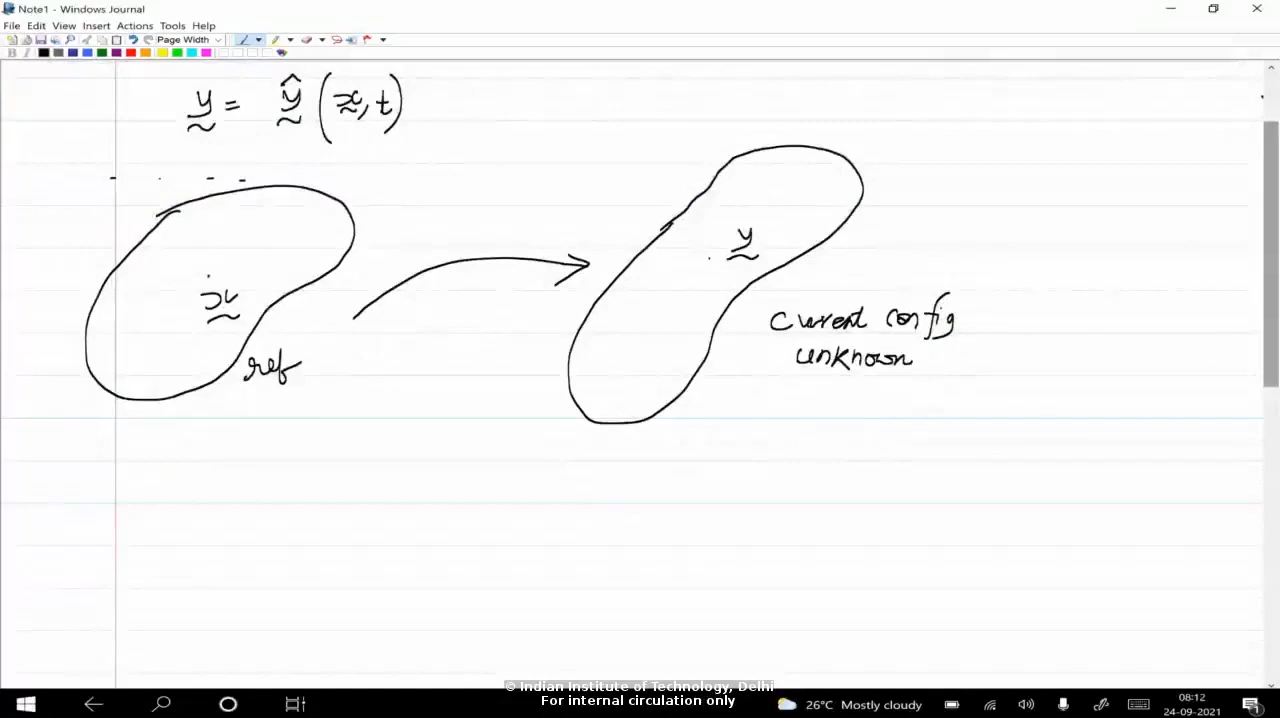 Note1 - Windows Journal
File Edit View Insert Actions Tools Help
Page Width
B I
y = ŷ (x, t)
x
ref
y
current config
unknown
© Indian Institute of Technology, Delhi
For internal circulation only
26°C Mostly cloudy
08:12
24-09-2021
1